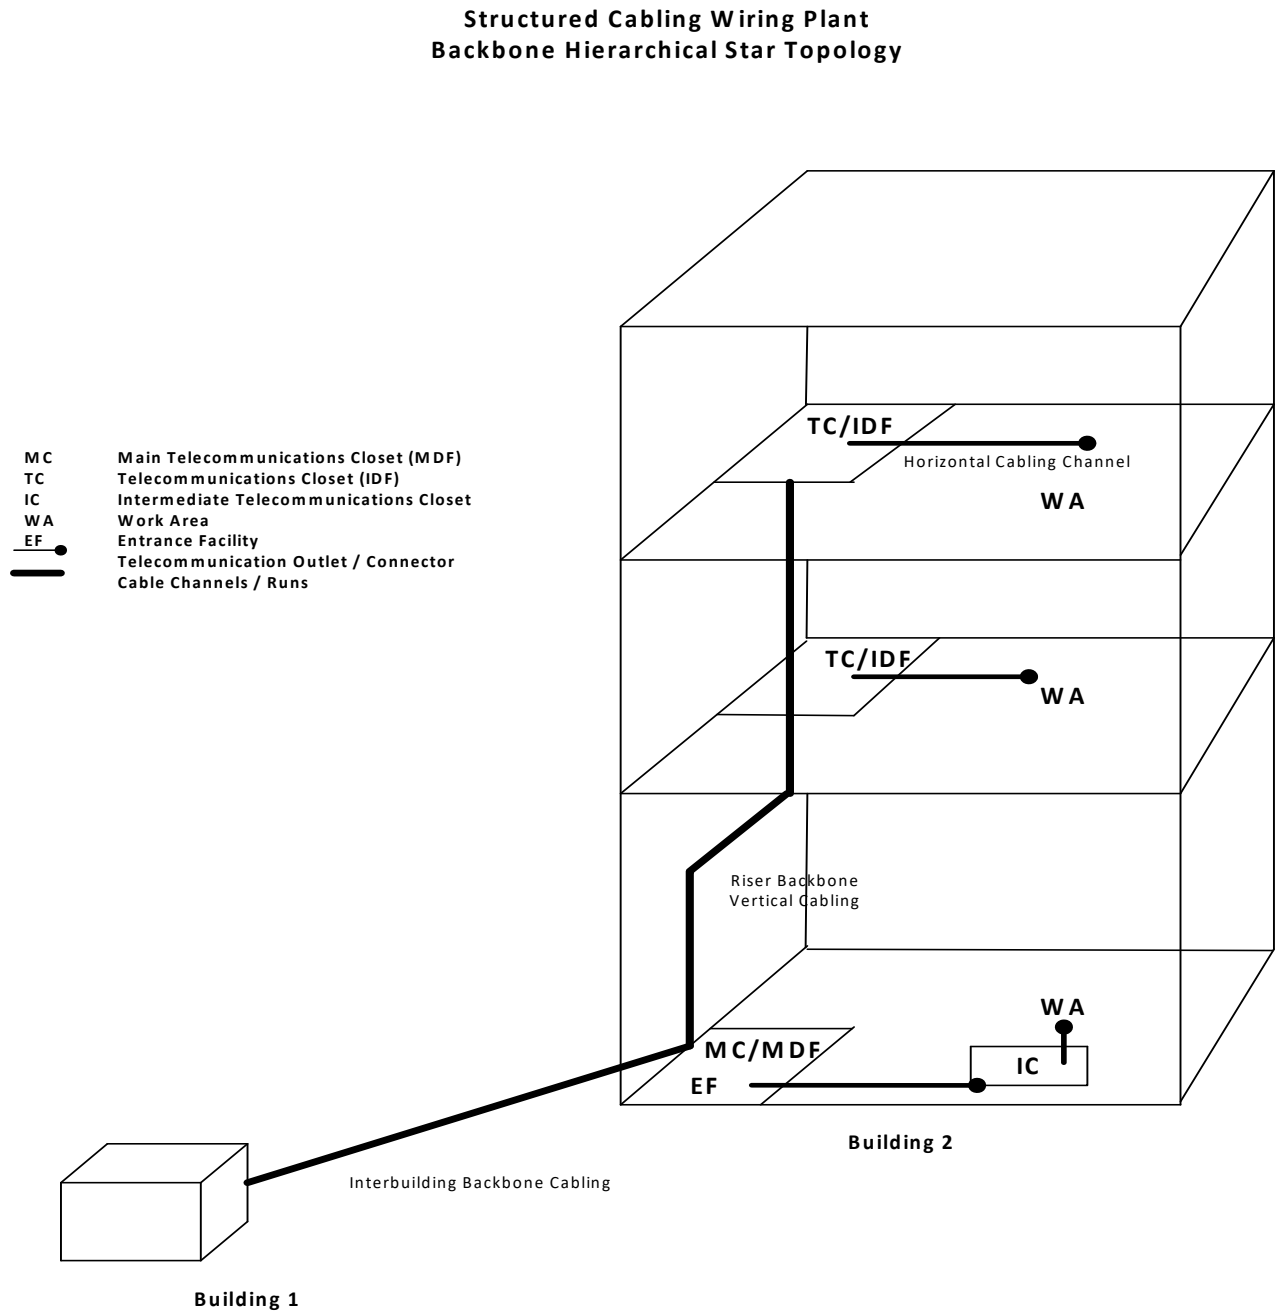 Structured Cabling Wiring Plant
Backbone Hierarchical Star Topology
TC/IDF
Horizontal Cabling Channel
WA
MC Main Telecommunications Closet (MDF)
TC Telecommunications Closet (IDF)
IC Intermediate Telecommunications Closet
WA Work Area
EF Entrance Facility
Telecommunication Outlet / Connector
Cable Channels / Runs
TC/IDF
WA
Riser Backbone
Vertical Cabling
WA
MC/MDF
IC
EF
Building 2
Interbuilding Backbone Cabling
Building 1